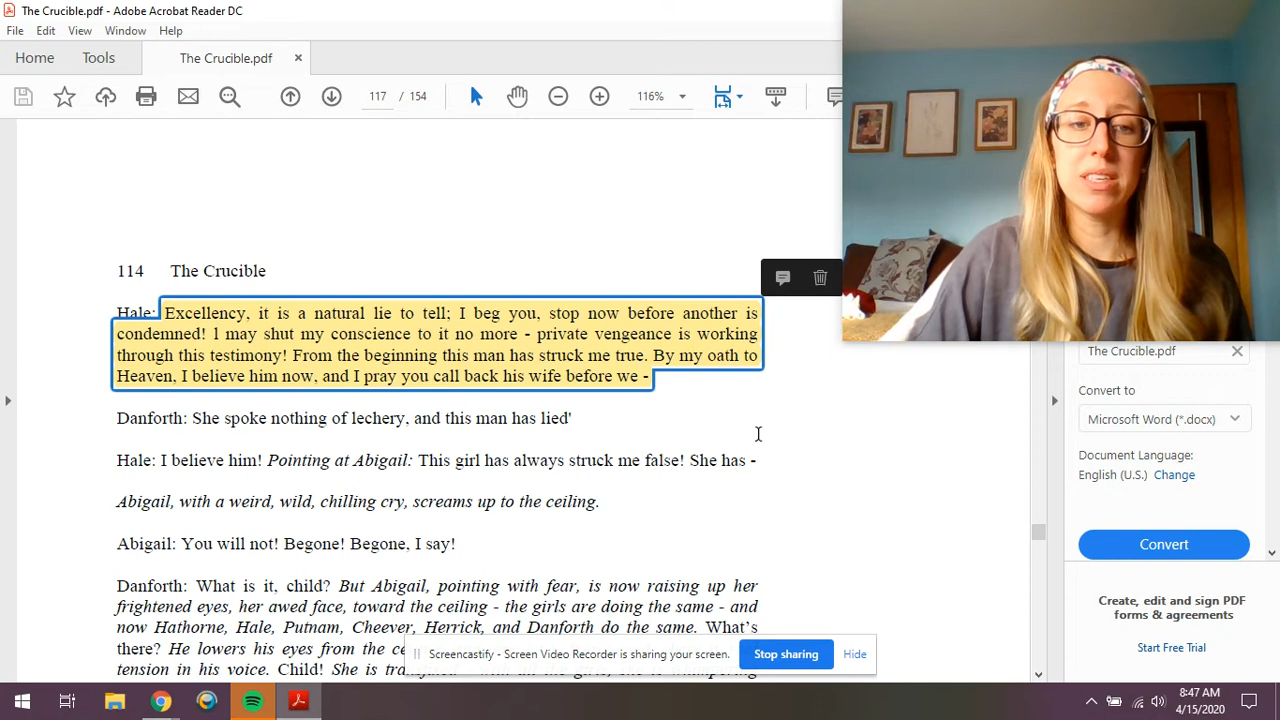 The Crucible.pdf - Adobe Acrobat Reader DC
File Edit View Window Help
Home Tools The Crucible.pdf
117 / 154 116%
114 The Crucible
Hale: Excellency, it is a natural lie to tell; I beg you, stop now before another is
condemned! l may shut my conscience to it no more - private vengeance is working
through this testimony! From the beginning this man has struck me true. By my oath to
Heaven, I believe him now, and I pray you call back his wife before we -
Danforth: She spoke nothing of lechery, and this man has lied'
Hale: I believe him! Pointing at Abigail: This girl has always struck me false! She has -
Abigail, with a weird, wild, chilling cry, screams up to the ceiling.
Abigail: You will not! Begone! Begone, I say!
Danforth: What is it, child? But Abigail, pointing with fear, is now raising up her
frightened eyes, her awed face, toward the ceiling - the girls are doing the same - and
now Hathorne, Hale, Putnam, Cheever, Herrick, and Danforth do the same. What's
there? He lowers his eyes from the ce
tension in his voice. Child! She is
Screencastify - Screen Video Recorder is sharing your screen. Stop sharing Hide
The Crucible.pdf
Convert to
Microsoft Word (*.docx)
Document Language:
English (U.S.) Change
Convert
Create, edit and sign PDF
forms & agreements
Start Free Trial
8:47 AM
4/15/2020